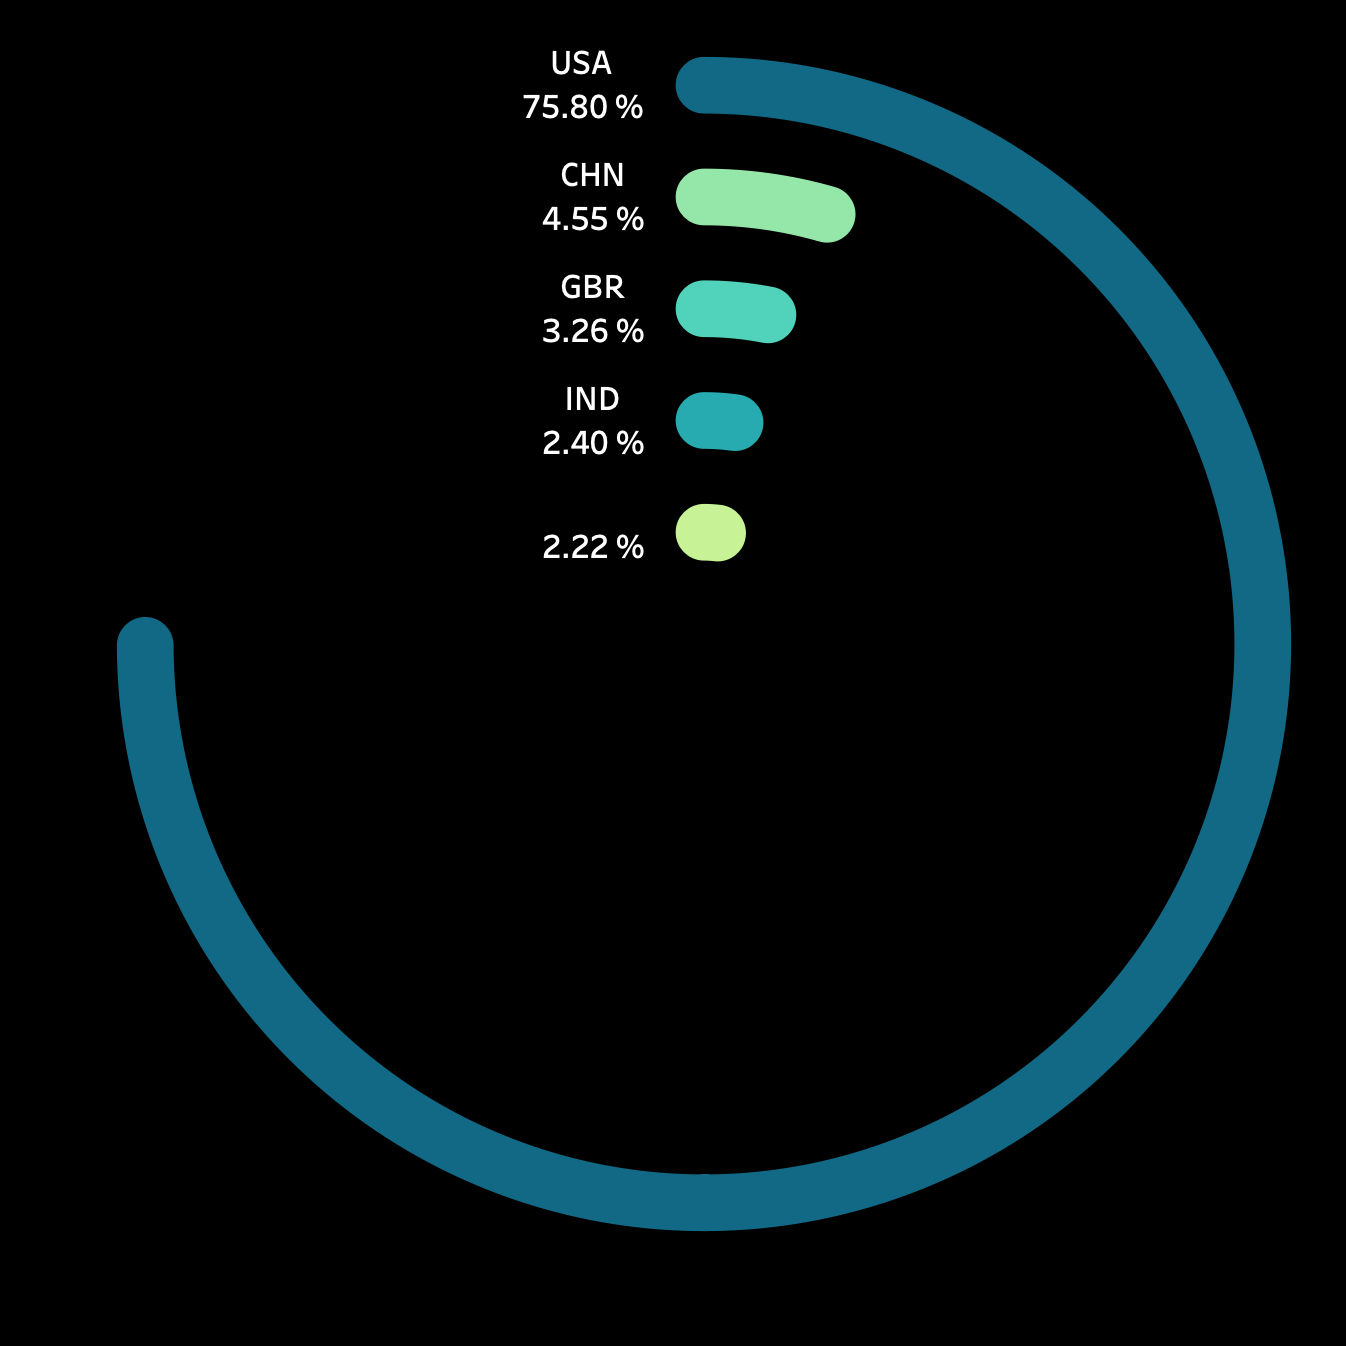 USA
75.80 %
CHN
4.55 %
GBR
3.26 %
IND
2.40 %
2.22 %